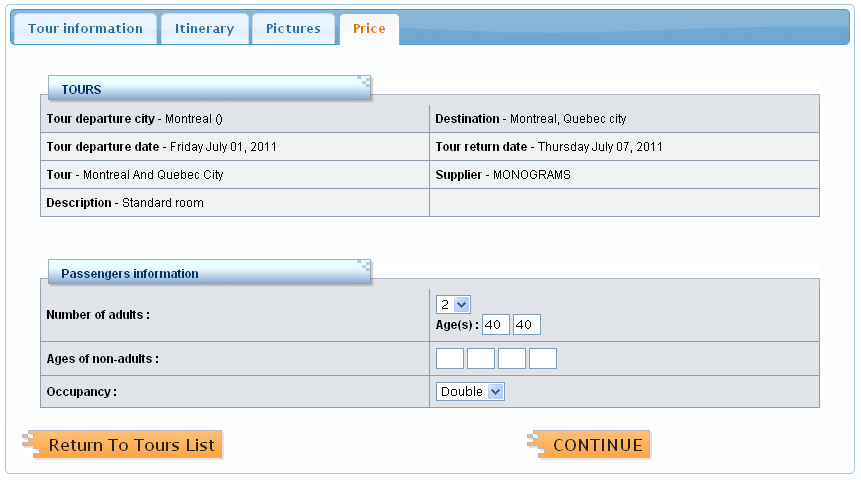 Tour information Itinerary Pictures Price
TOURS
Tour departure city - Montreal () Destination - Montreal, Quebec city
Tour departure date - Friday July 01, 2011 Tour return date - Thursday July 07, 2011
Tour - Montreal And Quebec City Supplier - MONOGRAMS
Description - Standard room
Passengers information
Number of adults : 2
Age(s) : 40 40
Ages of non-adults :
Occupancy : Double
Return To Tours List CONTINUE